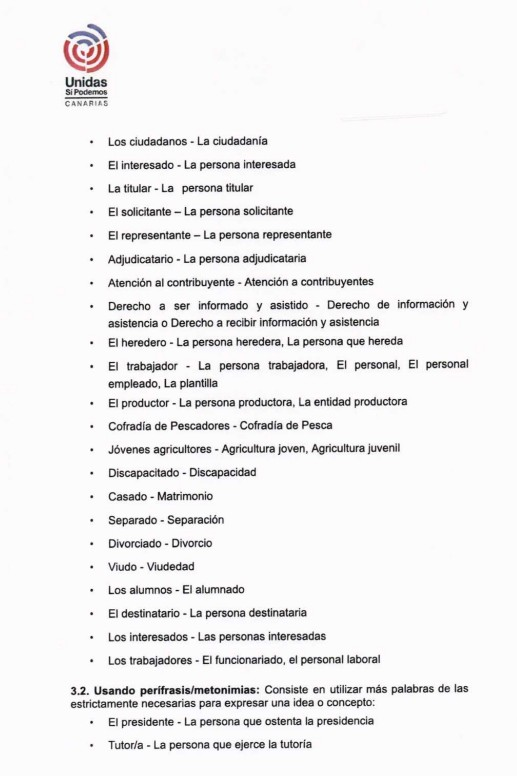 Unidas
Sí Podemos
CANARIAS
• Los ciudadanos - La ciudadanía
• El interesado - La persona interesada
• La titular - La persona titular
• El solicitante – La persona solicitante
• El representante – La persona representante
• Adjudicatario - La persona adjudicataria
• Atención al contribuyente - Atención a contribuyentes
• Derecho a ser informado y asistido - Derecho de información y
asistencia o Derecho a recibir información y asistencia
• El heredero - La persona heredera, La persona que hereda
• El trabajador - La persona trabajadora, El personal, El personal
empleado, La plantilla
• El productor - La persona productora, La entidad productora
• Cofradía de Pescadores - Cofradía de Pesca
• Jóvenes agricultores - Agricultura joven, Agricultura juvenil
• Discapacitado - Discapacidad
• Casado - Matrimonio
• Separado - Separación
• Divorciado - Divorcio
• Viudo - Viudedad
• Los alumnos - El alumnado
• El destinatario - La persona destinataria
• Los interesados - Las personas interesadas
• Los trabajadores - El funcionariado, el personal laboral
3.2. Usando perífrasis/metonimias: Consiste en utilizar más palabras de las
estrictamente necesarias para expresar una idea o concepto:
• El presidente - La persona que ostenta la presidencia
• Tutor/a - La persona que ejerce la tutoría